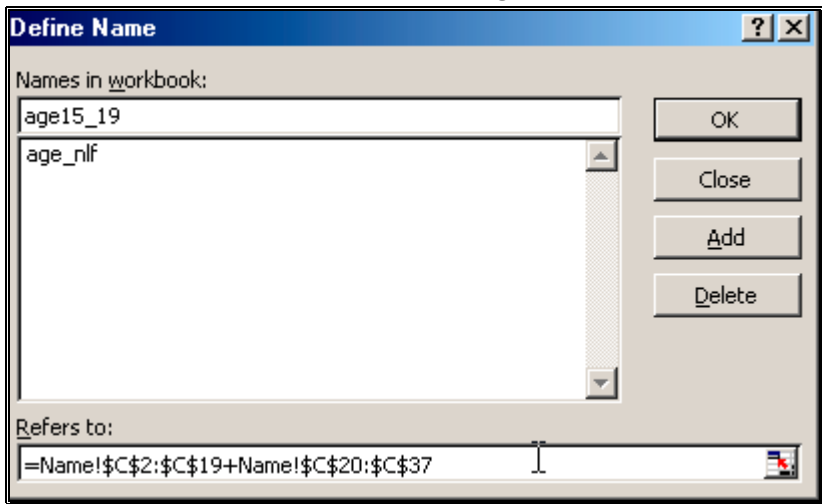 Define Name
Names in workbook:
age15_19
OK
age_nlf
Close
Add
Delete
Refers to:
=Name!$C$2:$C$19+Name!$C$20:$C$37